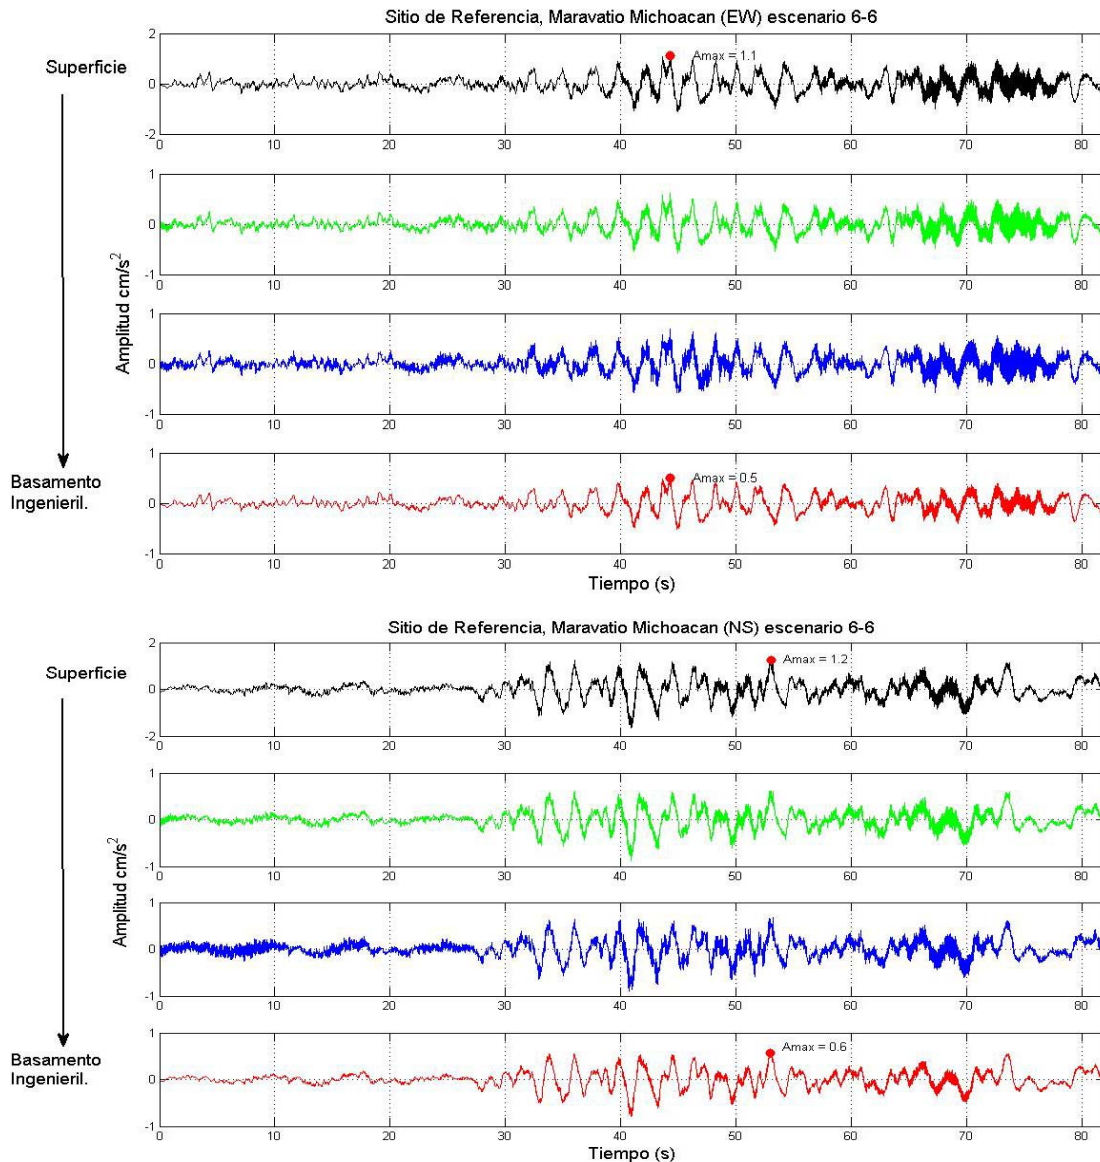 Sitio de Referencia, Maravatio Michoacan (EW) escenario 6-6
Superficie
Amax = 1.1
2
0
-2
0 10 20 30 40 50 60 70 80
1
0
-1
0 10 20 30 40 50 60 70 80
Amplitud cm/s²
1
0
-1
0 10 20 30 40 50 60 70 80
Basamento
Ingenieril.
Amax = 0.5
1
0
-1
0 10 20 30 40 50 60 70 80
Tiempo (s)
Sitio de Referencia, Maravatio Michoacan (NS) escenario 6-6
Superficie
Amax = 1.2
2
0
-2
0 10 20 30 40 50 60 70 80
1
0
-1
0 10 20 30 40 50 60 70 80
Amplitud cm/s²
1
0
-1
0 10 20 30 40 50 60 70 80
Basamento
Ingenieril.
Amax = 0.6
1
0
-1
0 10 20 30 40 50 60 70 80
Tiempo (s)